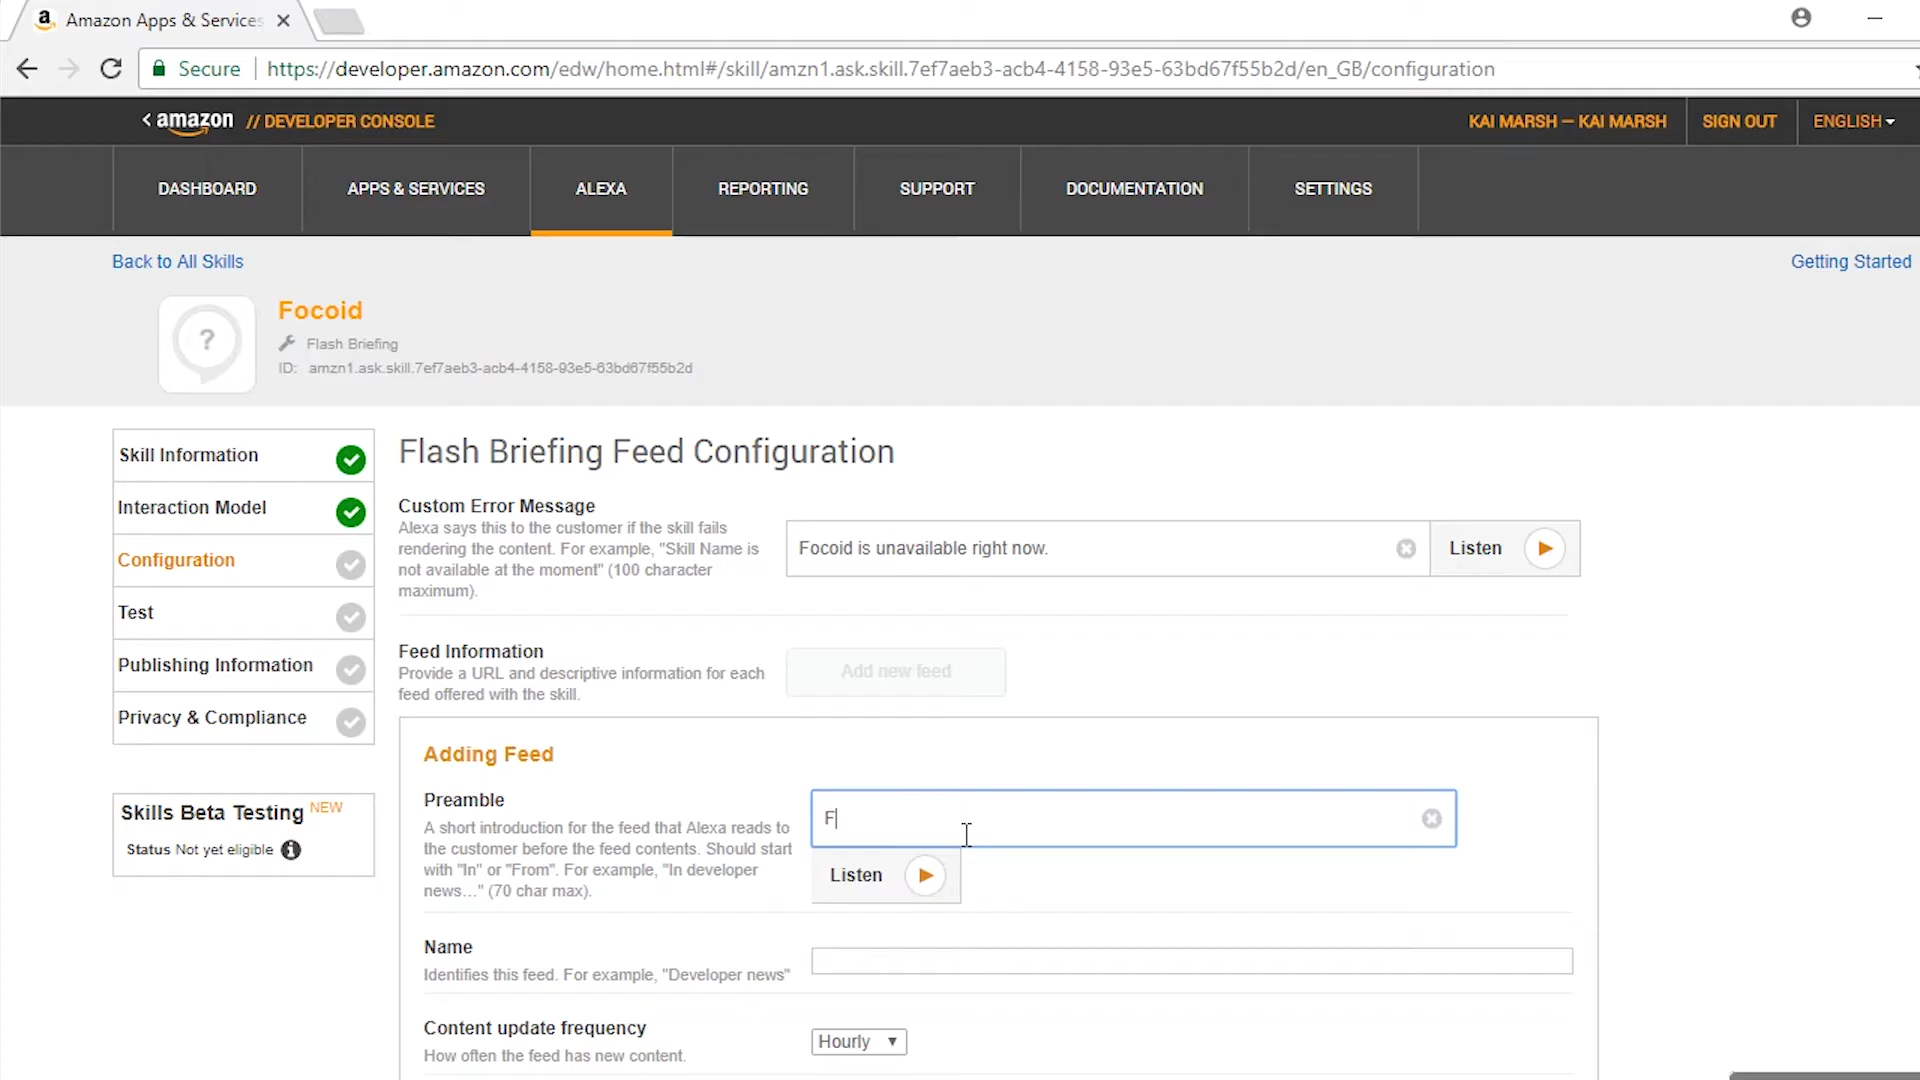 a Amazon Apps & Services
Secure https://developer.amazon.com/edw/home.html#/skill/amzn1.ask.skill.7ef7aeb3-acb4-4158-93e5-63bd67f55b2d/en_GB/configuration
amazon // DEVELOPER CONSOLE
KAI MARSH — KAI MARSH SIGN OUT ENGLISH
DASHBOARD APPS & SERVICES ALEXA REPORTING SUPPORT DOCUMENTATION SETTINGS
Back to All Skills Getting Started
?
Focoid
Flash Briefing
ID: amzn1.ask.skill.7ef7aeb3-acb4-4158-93e5-63bd67f55b2d
Skill Information
Interaction Model
Configuration
Test
Publishing Information
Privacy & Compliance
Skills Beta Testing NEW
Status Not yet eligible
Flash Briefing Feed Configuration
Custom Error Message
Alexa says this to the customer if the skill fails
rendering the content. For example, "Skill Name is
not available at the moment" (100 character
maximum).
Focoid is unavailable right now.
Listen
Feed Information
Provide a URL and descriptive information for each
feed offered with the skill.
Add new feed
Adding Feed
Preamble
A short introduction for the feed that Alexa reads to
the customer before the feed contents. Should start
with "In" or "From". For example, "In developer
news…" (70 char max).
F
Listen
Name
Identifies this feed. For example, "Developer news"
Content update frequency
How often the feed has new content.
Hourly